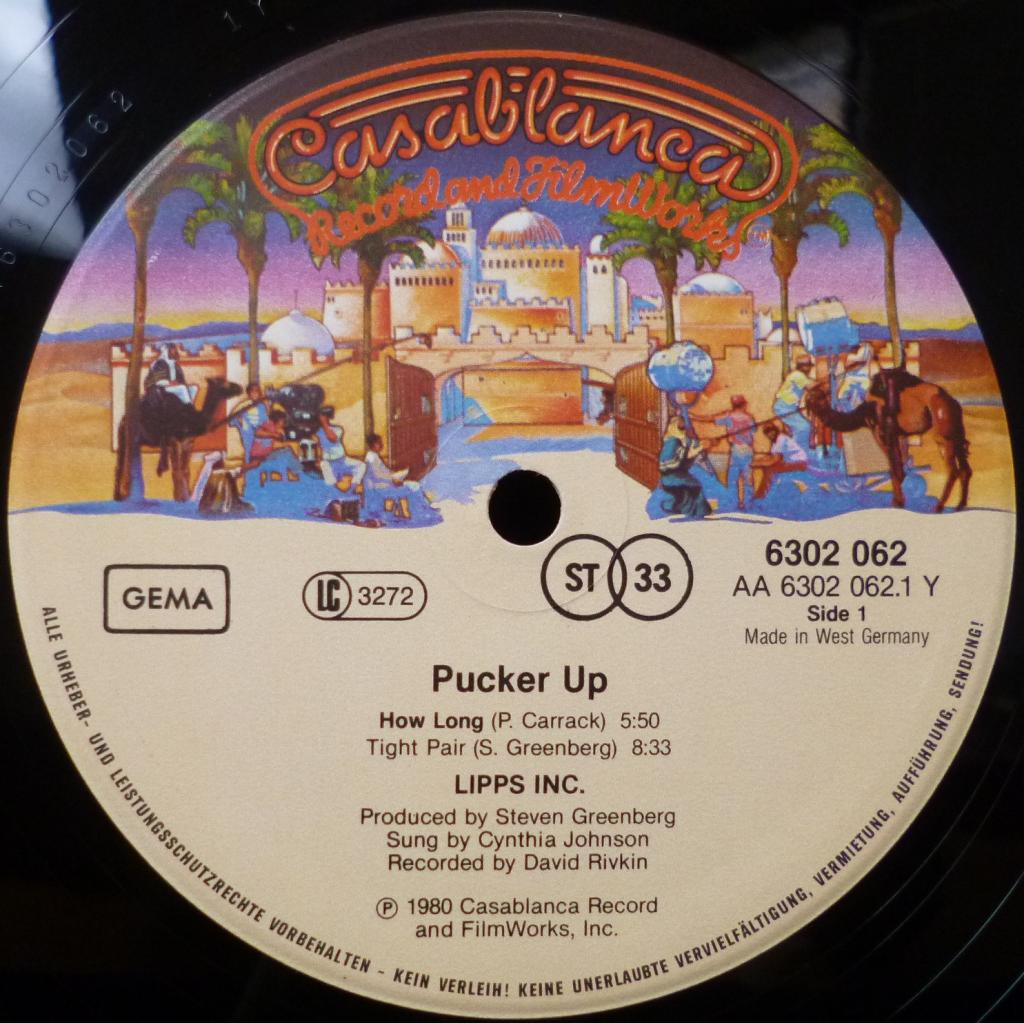 Casablanca
Record and FilmWorks TM
GEMA
LC 3272
ST 33
6302 062
AA 6302 062.1 Y
Side 1
Made in West Germany
Pucker Up
How Long (P. Carrack) 5:50
Tight Pair (S. Greenberg) 8:33
LIPPS INC.
Produced by Steven Greenberg
Sung by Cynthia Johnson
Recorded by David Rivkin
℗ 1980 Casablanca Record
and FilmWorks, Inc.
ALLE URHEBER- UND LEISTUNGSSCHUTZRECHTE VORBEHALTEN - KEIN VERLEIH! KEINE UNERLAUBTE VERVIELFÄLTIGUNG, VERMIETUNG, AUFFÜHRUNG, SENDUNG!
6302062